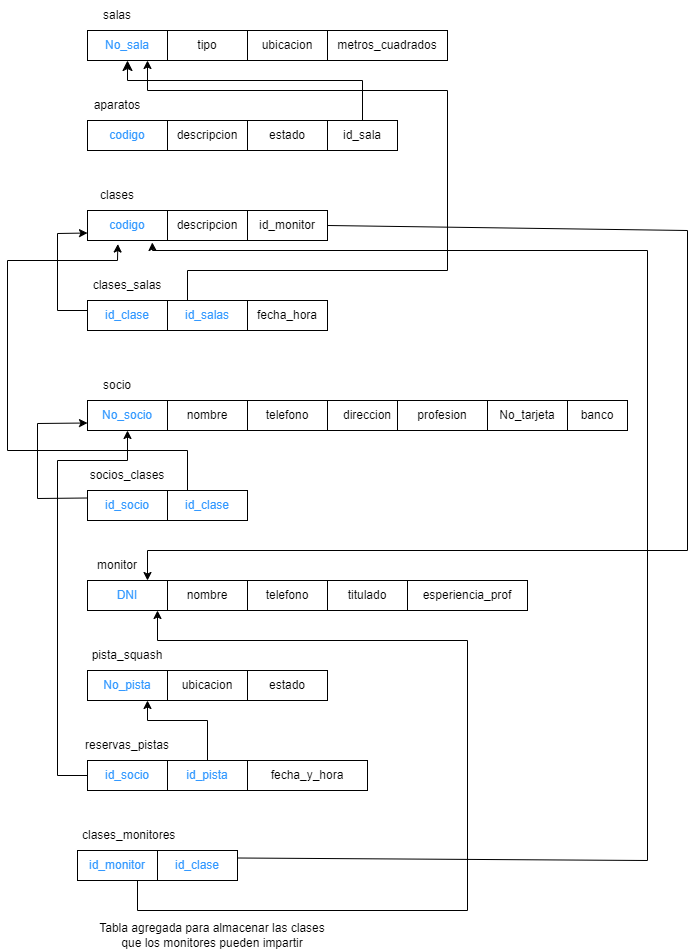 salas
No_sala tipo ubicacion metros_cuadrados
aparatos
codigo descripcion estado id_sala
clases
codigo descripcion id_monitor
clases_salas
id_clase id_salas fecha_hora
socio
No_socio nombre telefono direccion profesion No_tarjeta banco
socios_clases
id_socio id_clase
monitor
DNI nombre telefono titulado esperiencia_prof
pista_squash
No_pista ubicacion estado
reservas_pistas
id_socio id_pista fecha_y_hora
clases_monitores
id_monitor id_clase
Tabla agregada para almacenar las clases
que los monitores pueden impartir